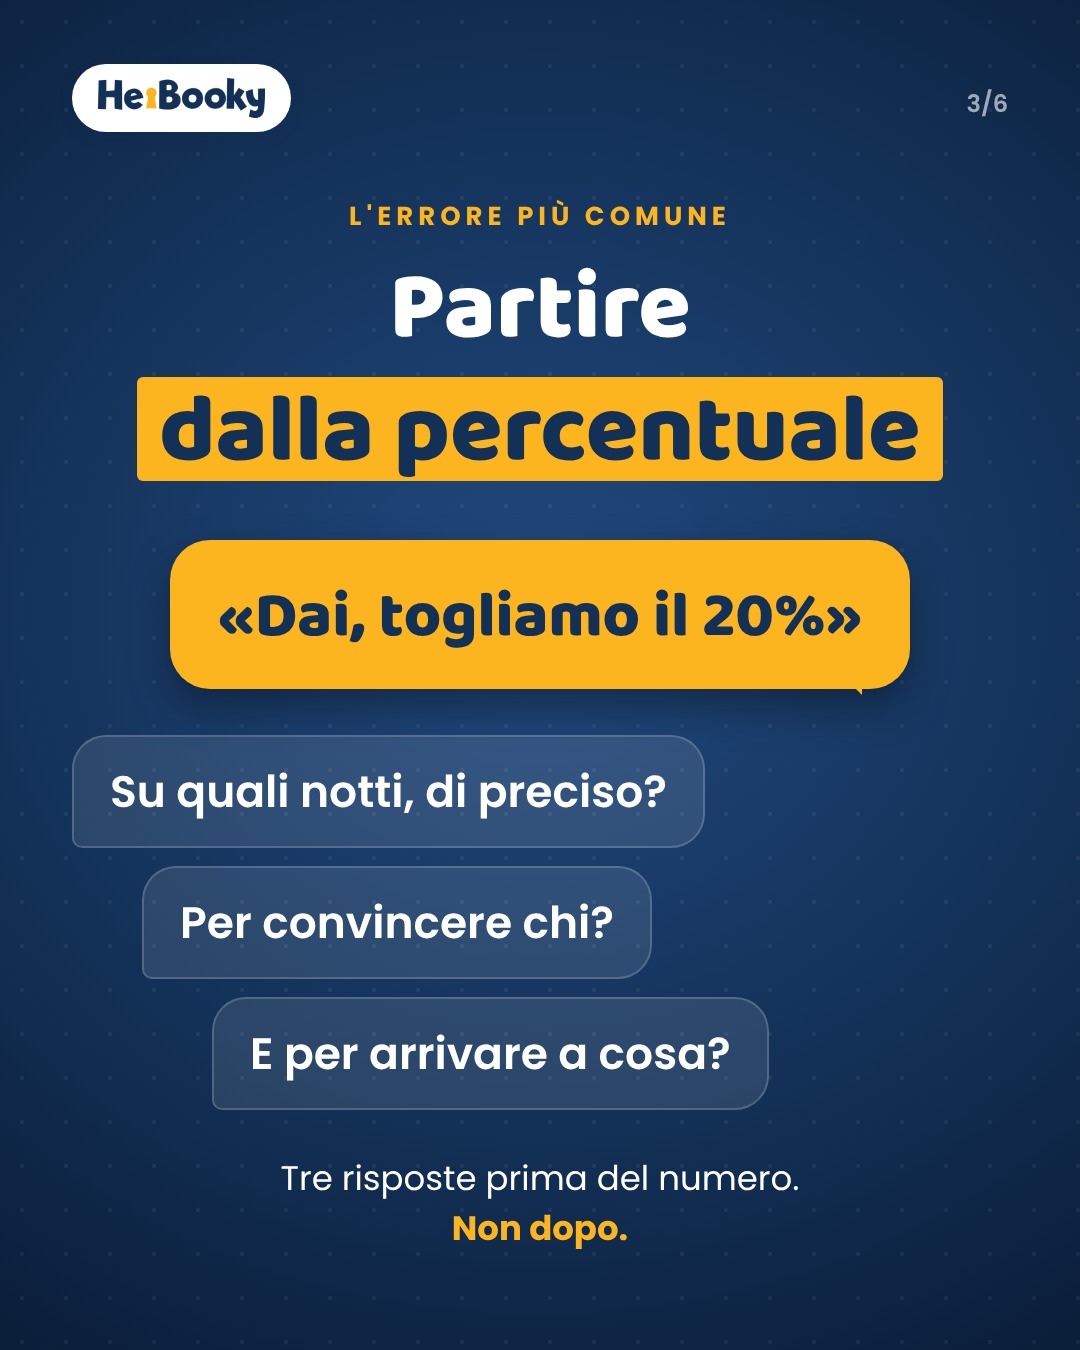 HeiBooky
3/6
L'ERRORE PIÙ COMUNE
Partire
dalla percentuale
«Dai, togliamo il 20%»
Su quali notti, di preciso?
Per convincere chi?
E per arrivare a cosa?
Tre risposte prima del numero.
Non dopo.